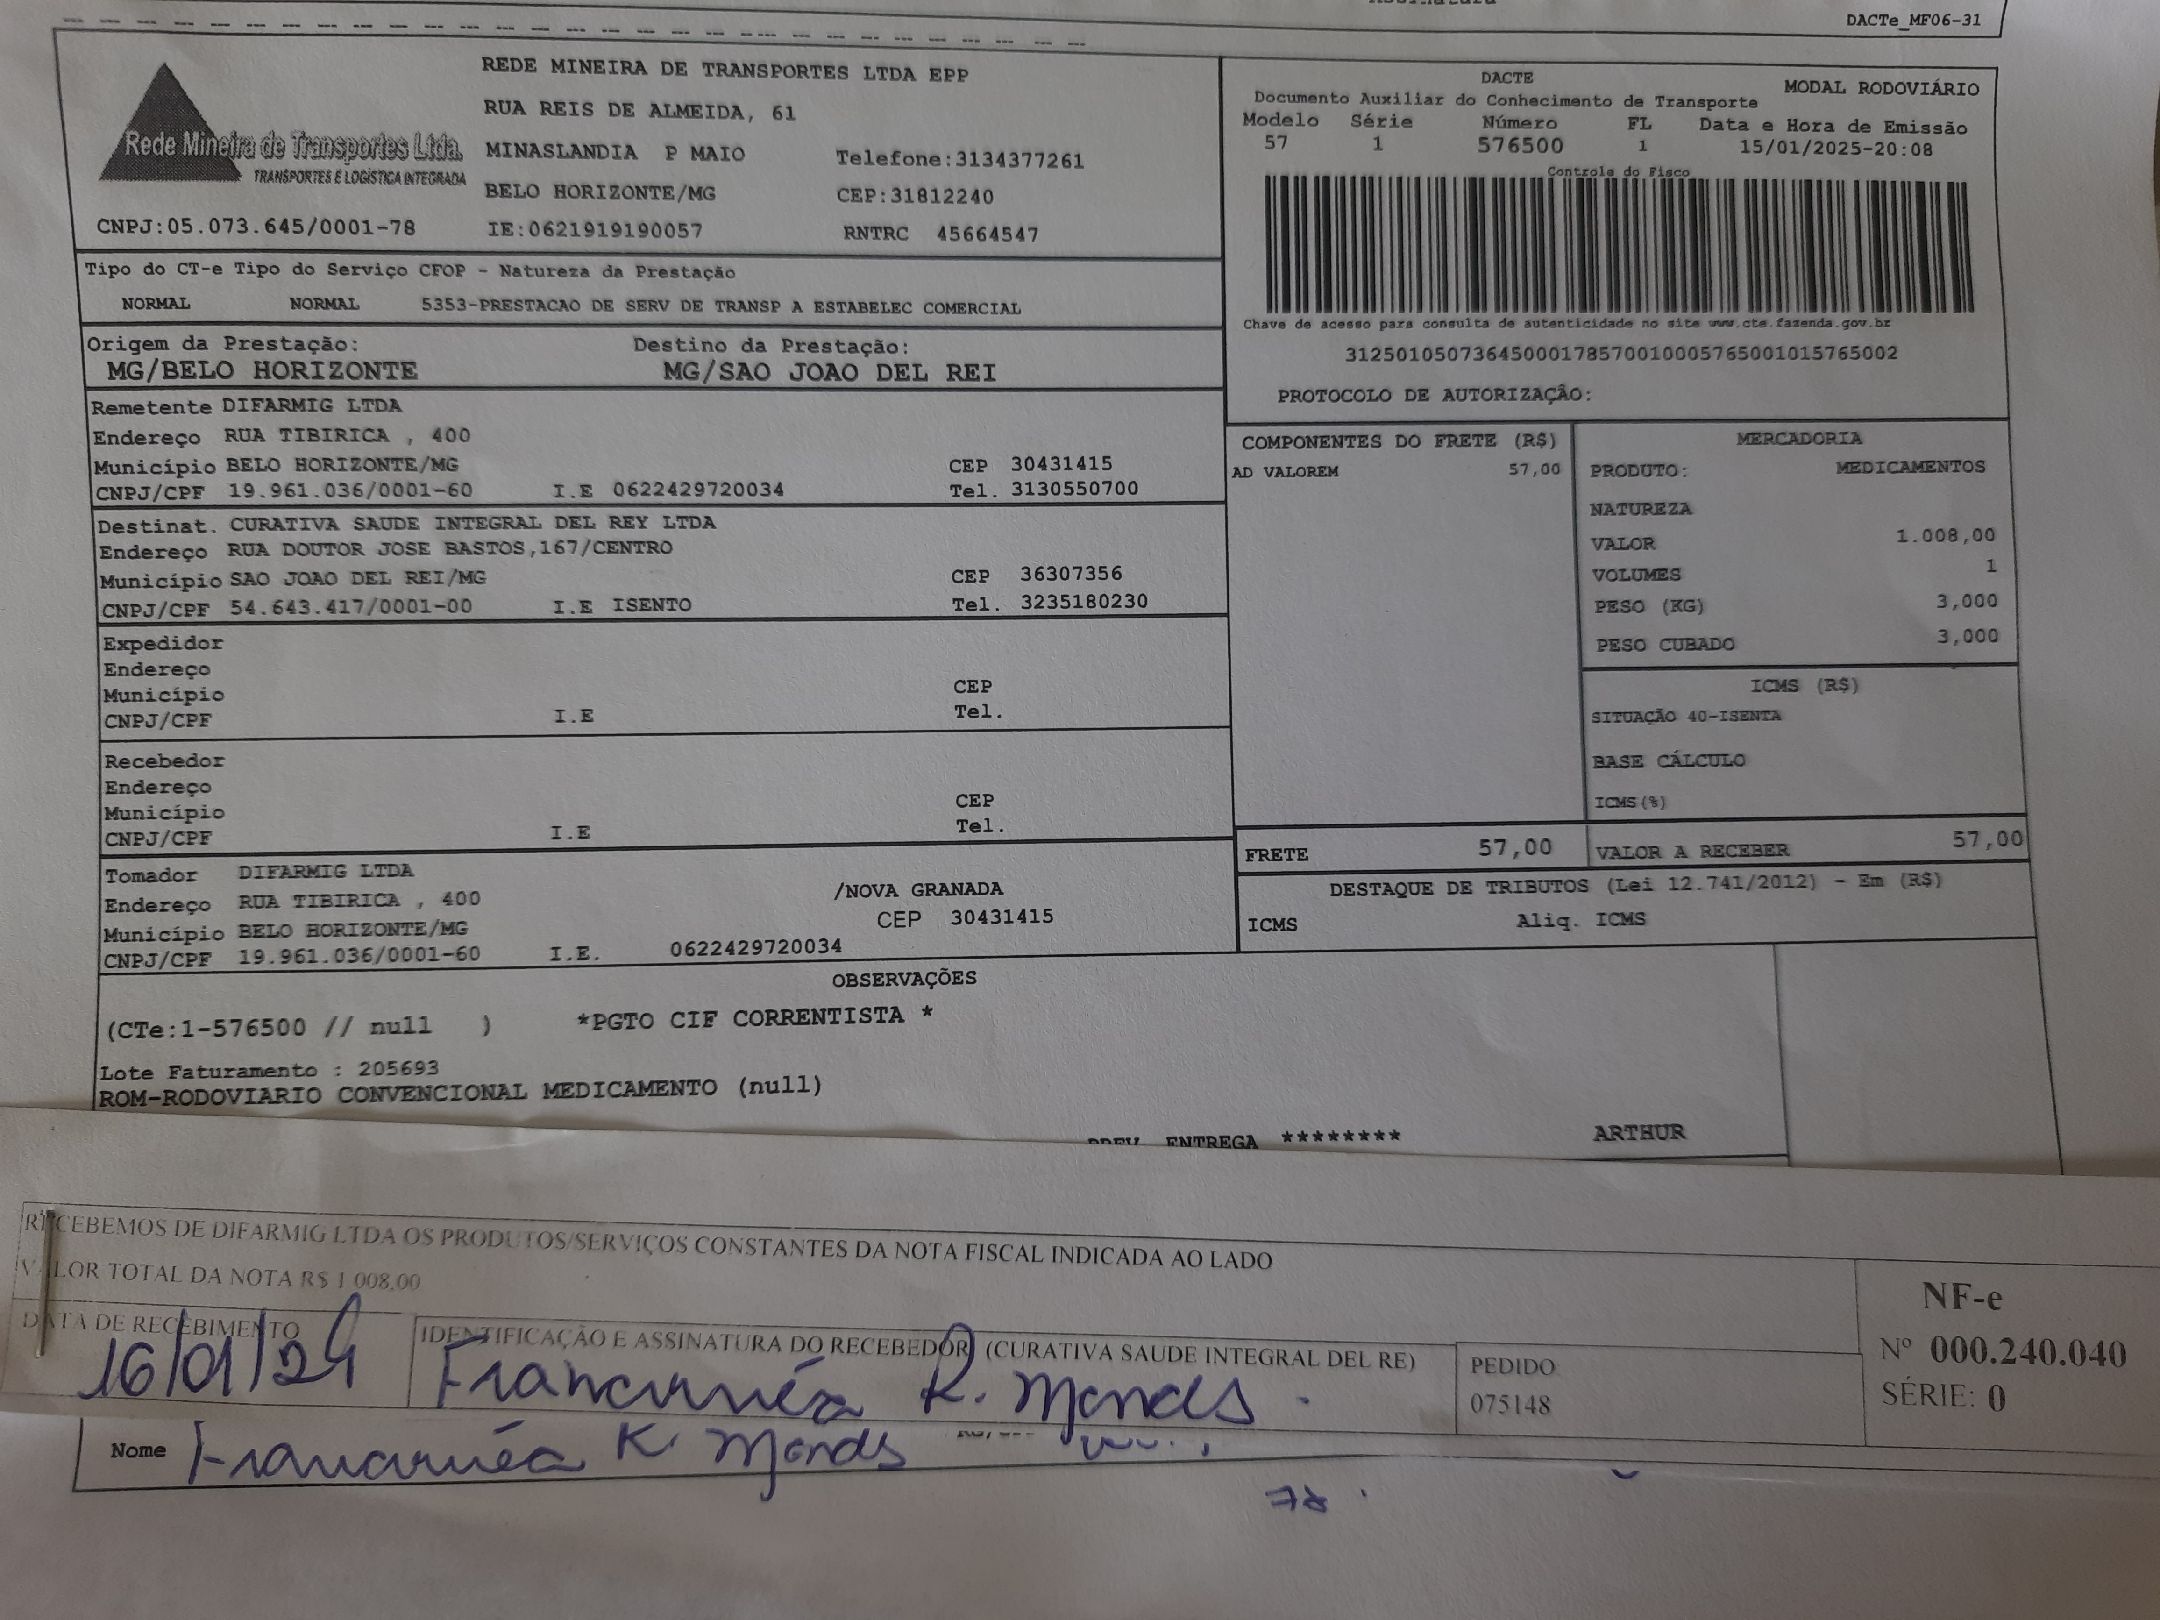 DACTe_MF06-31
REDE MINEIRA DE TRANSPORTES LTDA EPP
RUA REIS DE ALMEIDA, 61
MINASLANDIA P MAIO Telefone:3134377261
BELO HORIZONTE/MG CEP:31812240
CNPJ:05.073.645/0001-78 IE:0621919190057 RNTRC 45664547
Rede Mineira de Transportes Ltda.
TRANSPORTES E LOGÍSTICA INTEGRADA
DACTE MODAL RODOVIÁRIO
Documento Auxiliar do Conhecimento de Transporte
Modelo Série Número FL Data e Hora de Emissão
57 1 576500 1 15/01/2025-20:08
Controle do Fisco
Chave de acesso para consulta de autenticidade no site www.cte.fazenda.gov.br
31250105073645000178570010005765001015765002
PROTOCOLO DE AUTORIZAÇÂO:
Tipo do CT-e Tipo do Serviço CFOP - Natureza da Prestação
NORMAL NORMAL 5353-PRESTACAO DE SERV DE TRANSP A ESTABELEC COMERCIAL
Origem da Prestação: Destino da Prestação:
MG/BELO HORIZONTE MG/SAO JOAO DEL REI
Remetente DIFARMIG LTDA
Endereço RUA TIBIRICA , 400
Município BELO HORIZONTE/MG CEP 30431415
CNPJ/CPF 19.961.036/0001-60 I.E 0622429720034 Tel. 3130550700
Destinat. CURATIVA SAUDE INTEGRAL DEL REY LTDA
Endereço RUA DOUTOR JOSE BASTOS,167/CENTRO
Município SAO JOAO DEL REI/MG CEP 36307356
CNPJ/CPF 54.643.417/0001-00 I.E ISENTO Tel. 3235180230
Expedidor
Endereço
Município CEP
CNPJ/CPF I.E Tel.
Recebedor
Endereço
Município CEP
CNPJ/CPF I.E Tel.
Tomador DIFARMIG LTDA
Endereço RUA TIBIRICA , 400 /NOVA GRANADA
Município BELO HORIZONTE/MG CEP 30431415
CNPJ/CPF 19.961.036/0001-60 I.E. 0622429720034
COMPONENTES DO FRETE (R$)
AD VALOREM 57,00
MERCADORIA
PRODUTO: MEDICAMENTOS
NATUREZA
VALOR 1.008,00
VOLUMES 1
PESO (KG) 3,000
PESO CUBADO 3,000
ICMS (R$)
SITUAÇÃO 40-ISENTA
BASE CÁLCULO
ICMS(%)
FRETE 57,00 VALOR A RECEBER 57,00
DESTAQUE DE TRIBUTOS (Lei 12.741/2012) - Em (R$)
ICMS Aliq. ICMS
OBSERVAÇÕES
(CTe:1-576500 // null ) *PGTO CIF CORRENTISTA *
Lote Faturamento : 205693
ROM-RODOVIARIO CONVENCIONAL MEDICAMENTO (null)
PREV ENTREGA ******** ARTHUR
RECEBEMOS DE DIFARMIG LTDA OS PRODUTOS/SERVIÇOS CONSTANTES DA NOTA FISCAL INDICADA AO LADO
VALOR TOTAL DA NOTA R$ 1.008,00
DATA DE RECEBIMENTO IDENTIFICAÇÃO E ASSINATURA DO RECEBEDOR (CURATIVA SAUDE INTEGRAL DEL RE)
16/01/24
PEDIDO
075148
NF-e
Nº 000.240.040
SÉRIE: 0
Nome